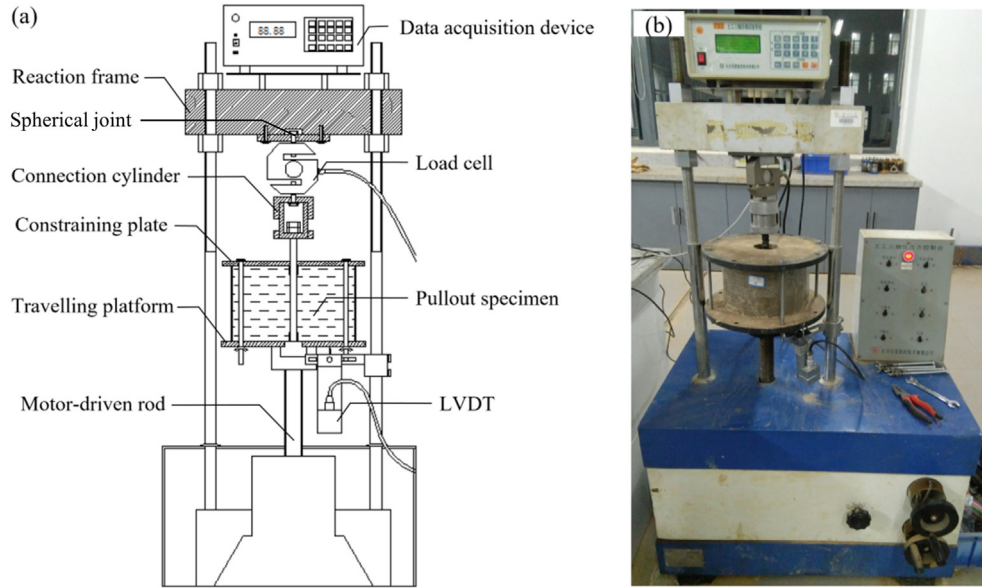 (a)
88.88
Data acquisition device
Reaction frame
Spherical joint
Load cell
Connection cylinder
Constraining plate
Pullout specimen
Travelling platform
Motor-driven rod
LVDT
(b)